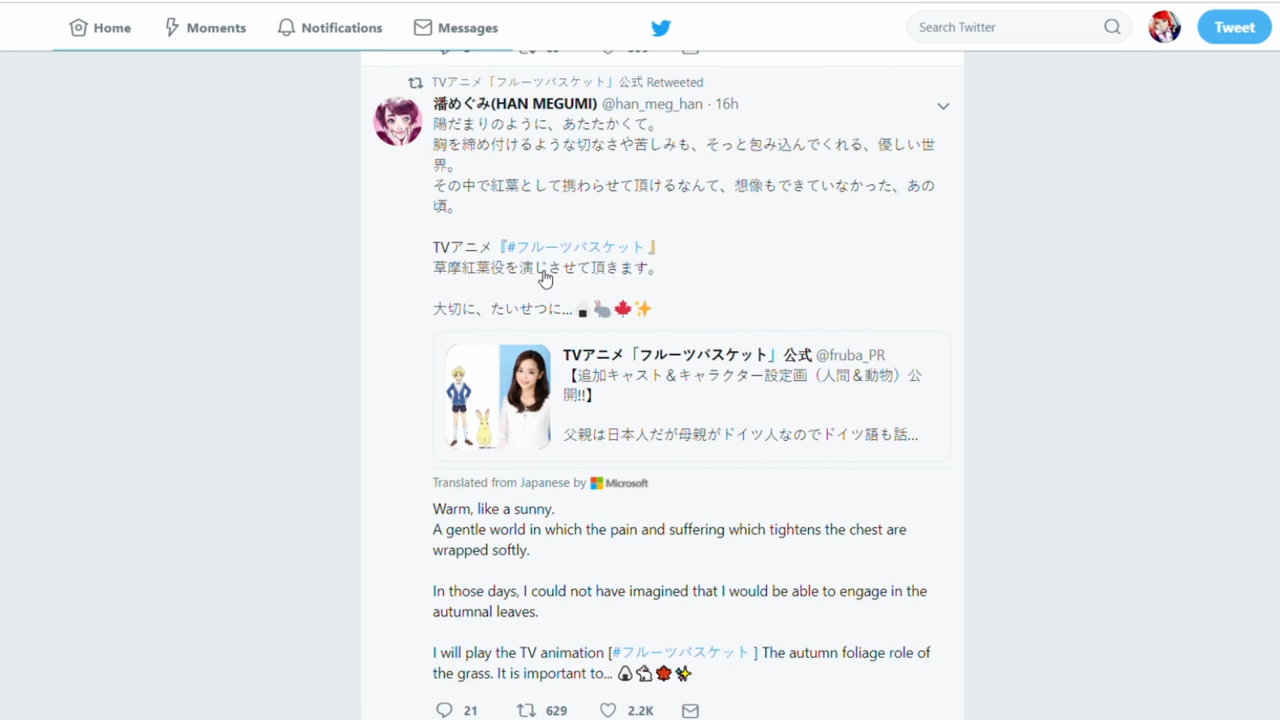 Home Moments Notifications Messages Search Twitter Tweet
TVアニメ「フルーツバスケット」公式 Retweeted
潘めぐみ(HAN MEGUMI) @han_meg_han · 16h
陽だまりのように、あたたかくて。
胸を締め付けるような切なさや苦しみも、そっと包み込んでくれる、優しい世
界。
その中で紅葉として携わらせて頂けるなんて、想像もできていなかった、あの
頃。
TVアニメ『#フルーツバスケット 』
草摩紅葉役を演じさせて頂きます。
大切に、たいせつに...🍙🐇🍁✨
TVアニメ「フルーツバスケット」公式 @fruba_PR
【追加キャスト＆キャラクター設定画（人間＆動物）公
開!!】
父親は日本人だが母親がドイツ人なのでドイツ語も話...
Translated from Japanese by Microsoft
Warm, like a sunny.
A gentle world in which the pain and suffering which tightens the chest are
wrapped softly.
In those days, I could not have imagined that I would be able to engage in the
autumnal leaves.
I will play the TV animation [#フルーツバスケット ] The autumn foliage role of
the grass. It is important to... 🍙🐇🍁✨
21 629 2.2K